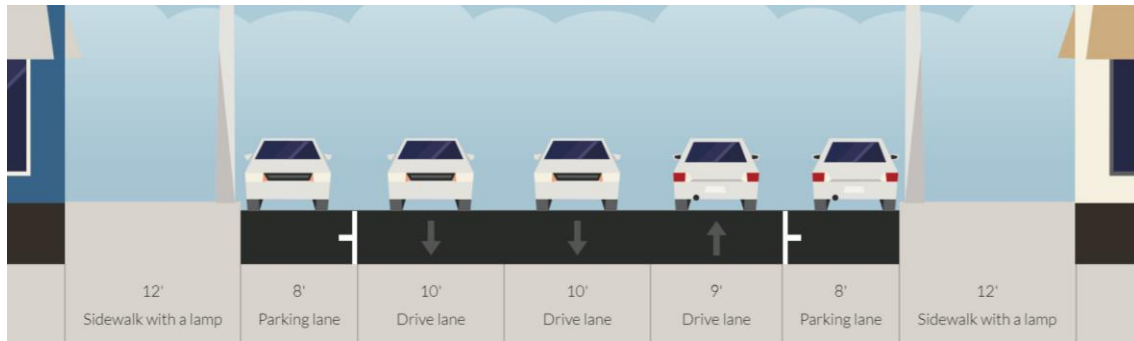 12'
Sidewalk with a lamp
8'
Parking lane
10'
Drive lane
10'
Drive lane
9'
Drive lane
8'
Parking lane
12'
Sidewalk with a lamp